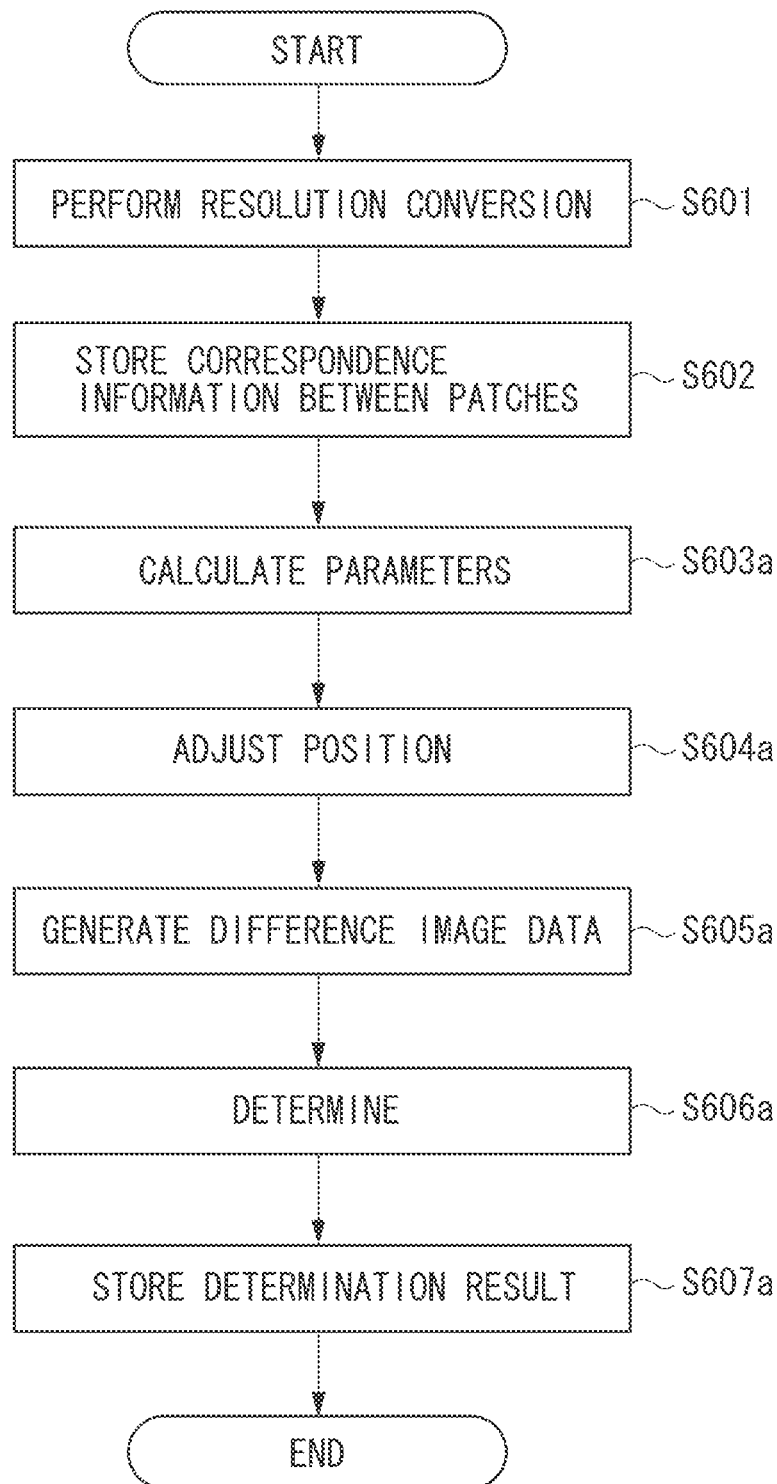 START
PERFORM RESOLUTION CONVERSION S601
STORE CORRESPONDENCE
INFORMATION BETWEEN PATCHES S602
CALCULATE PARAMETERS S603a
ADJUST POSITION S604a
GENERATE DIFFERENCE IMAGE DATA S605a
DETERMINE S606a
STORE DETERMINATION RESULT S607a
END